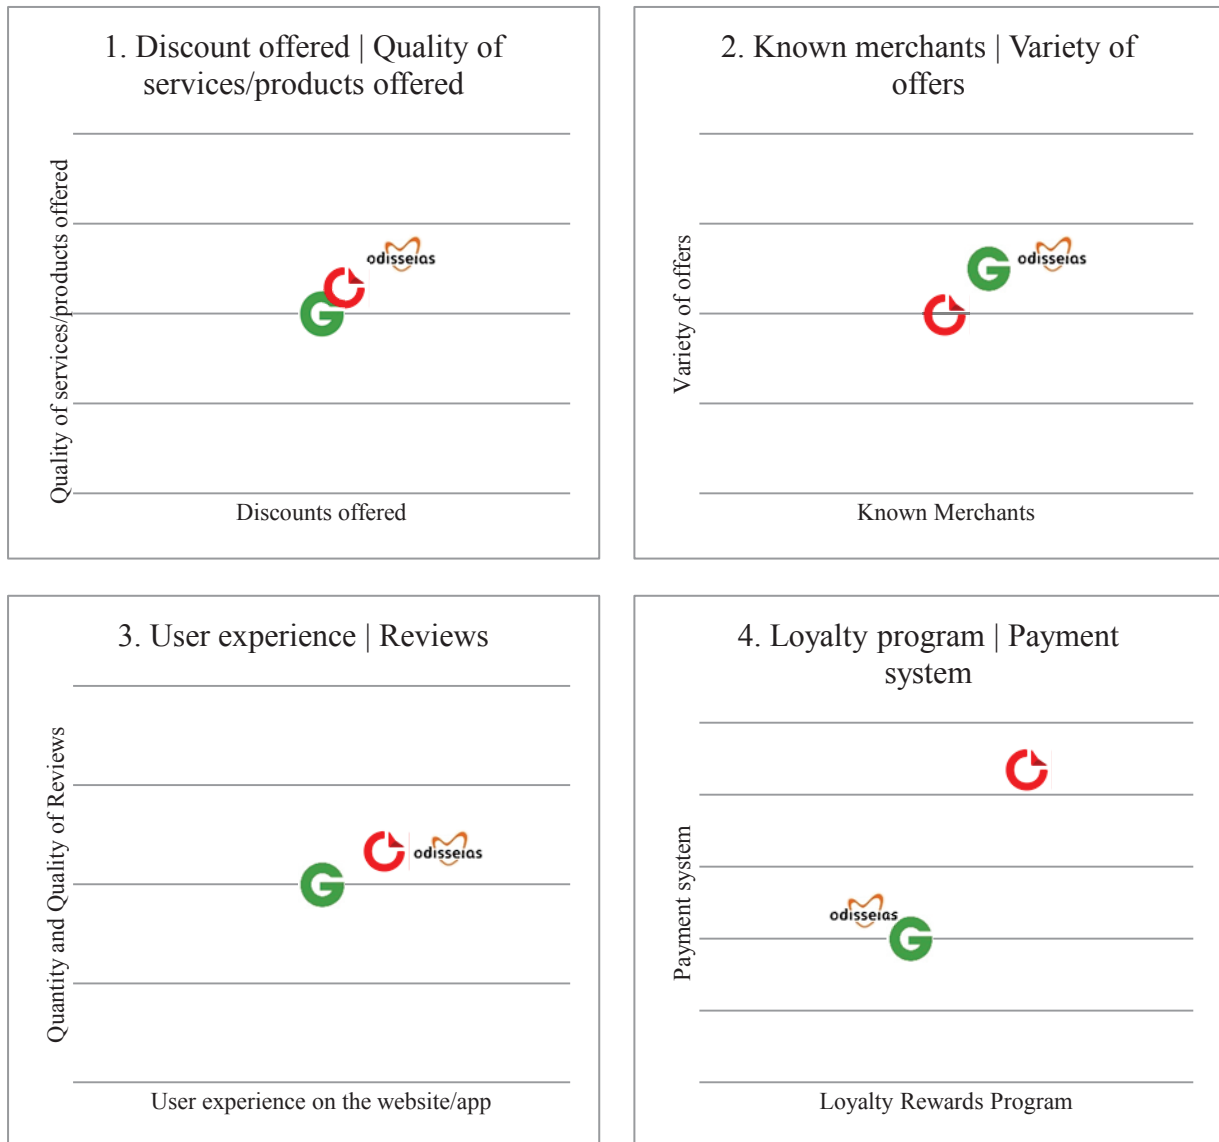 1. Discount offered | Quality of
services/products offered
Quality of services/products offered
odisseias
G
Discounts offered
2. Known merchants | Variety of
offers
Variety of offers
G
odisseias
Known Merchants
3. User experience | Reviews
Quantity and Quality of Reviews
odisseias
G
User experience on the website/app
4. Loyalty program | Payment
system
Payment system
odisseias
G
Loyalty Rewards Program